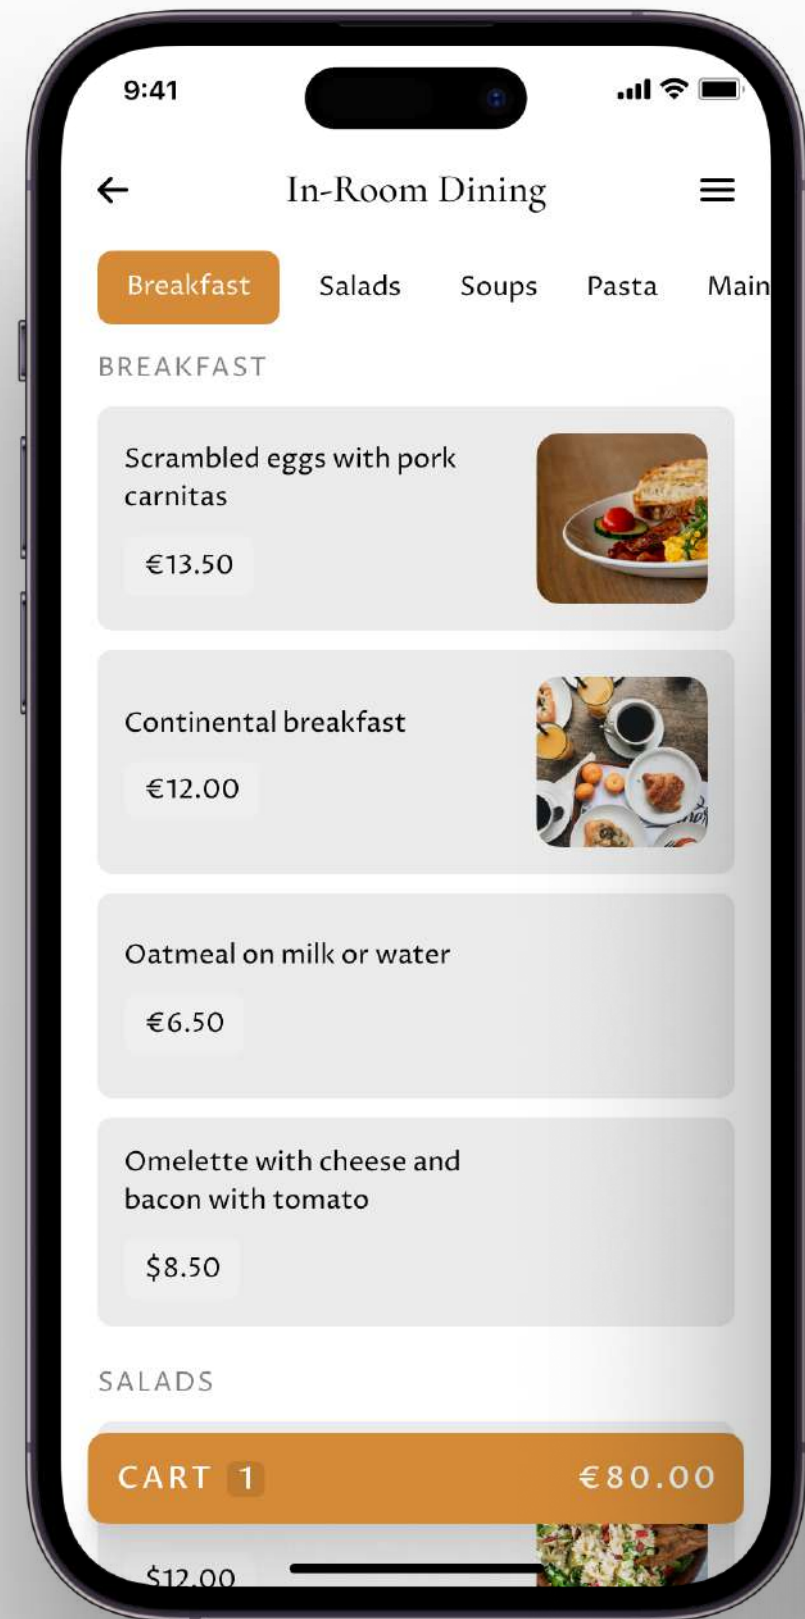 9:41
In-Room Dining
Breakfast Salads Soups Pasta Main
BREAKFAST
Scrambled eggs with pork
carnitas
€13.50
Continental breakfast
€12.00
Oatmeal on milk or water
€6.50
Omelette with cheese and
bacon with tomato
$8.50
SALADS
CART 1 €80.00
$12.00